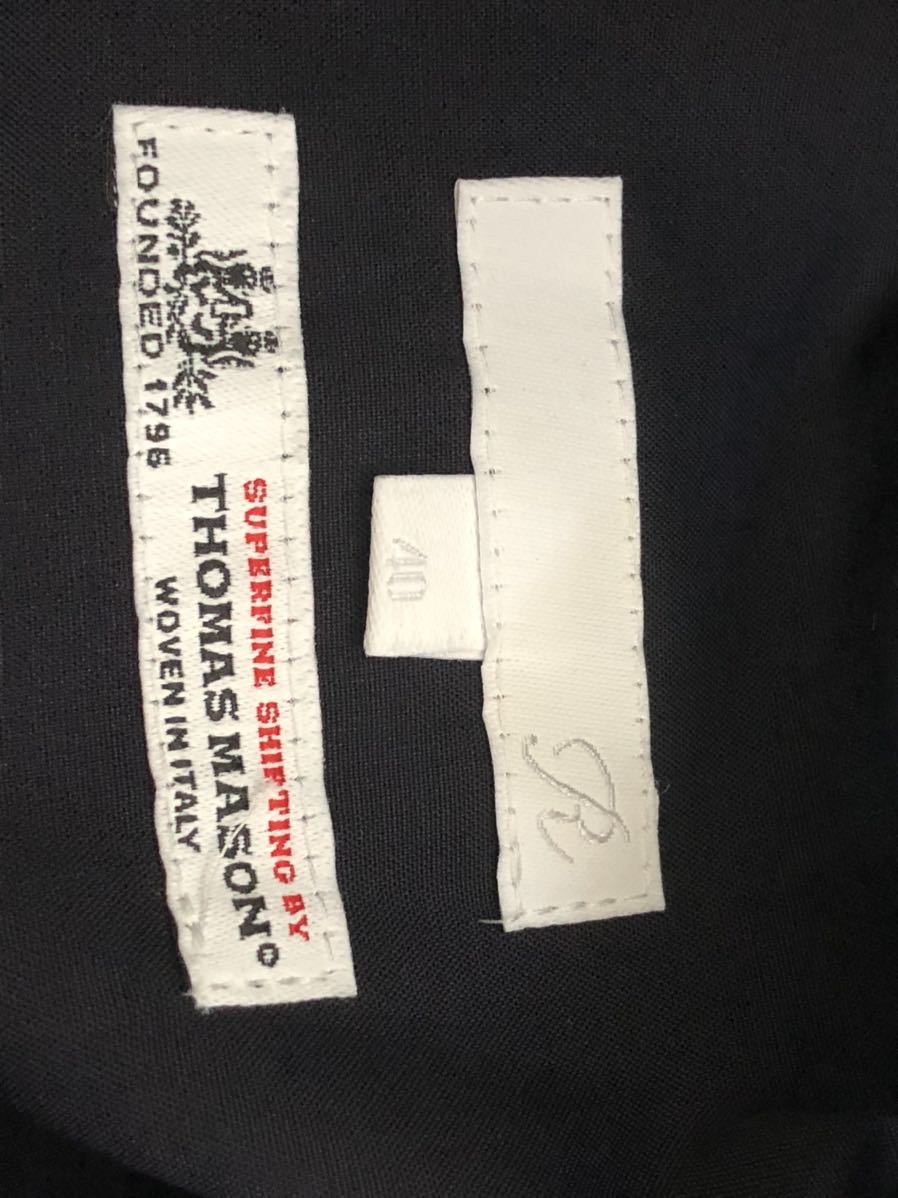 FOUNDED 1796
SUPERFINE SHIRTING BY
THOMAS MASON®
WOVEN IN ITALY
40